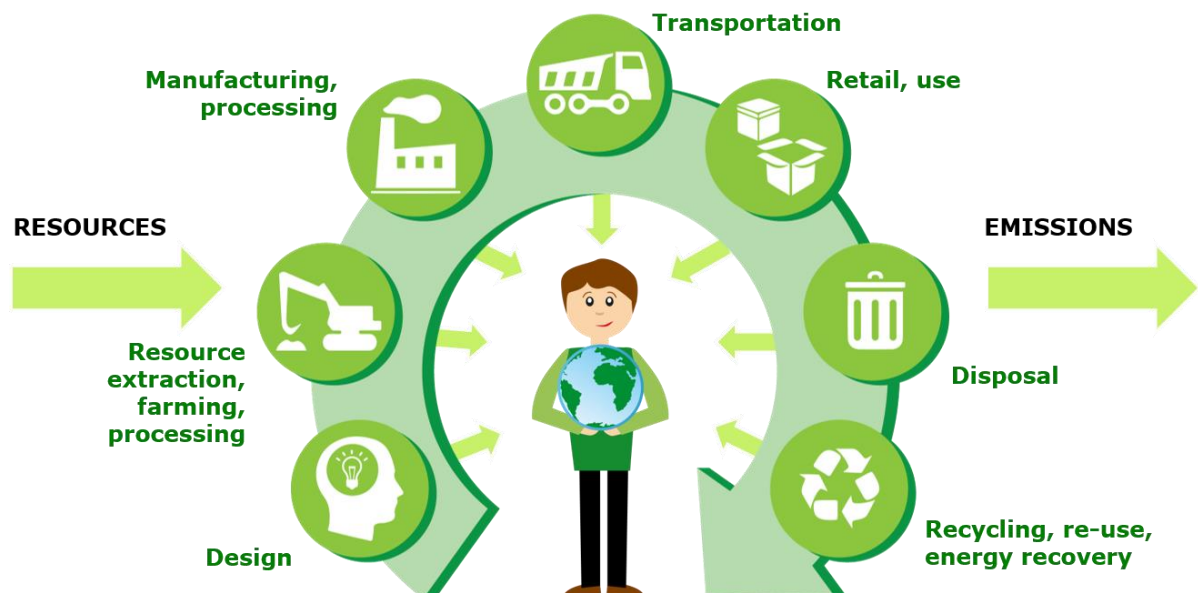 Transportation
Manufacturing,
processing
Retail, use
RESOURCES
EMISSIONS
Resource
extraction,
farming,
processing
Disposal
Design
Recycling, re-use,
energy recovery